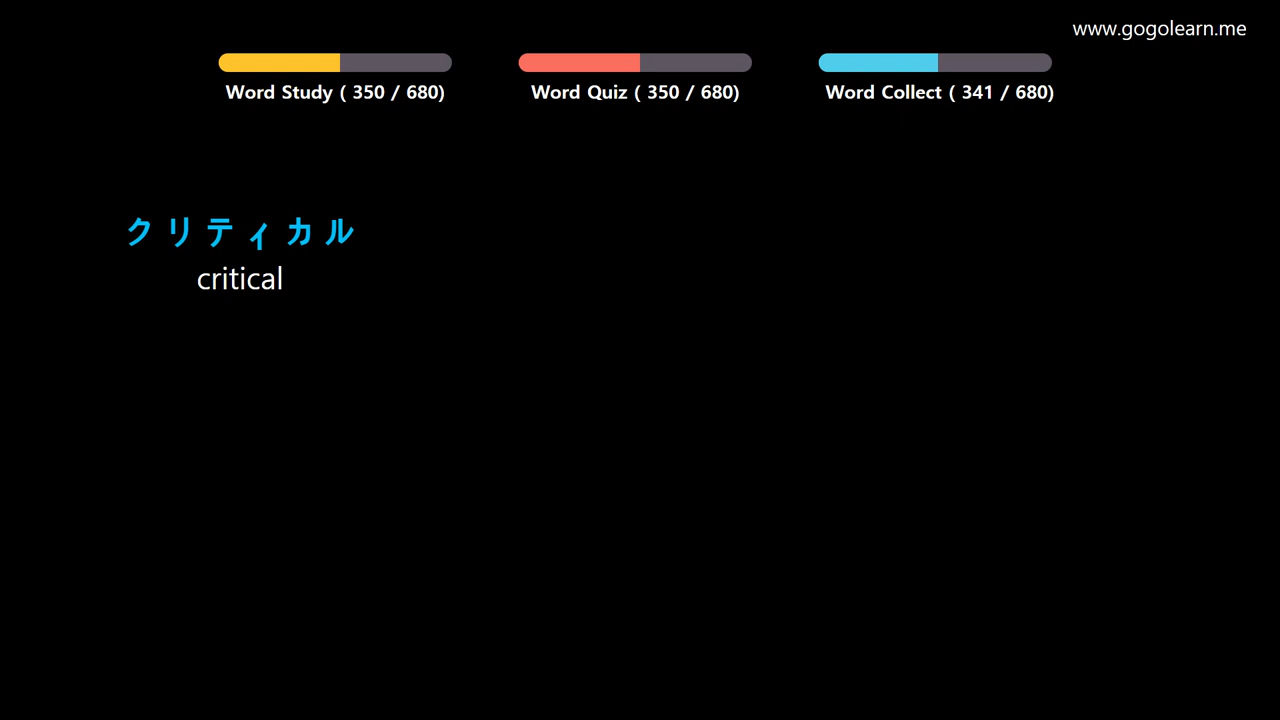 www.gogolearn.me
Word Study ( 350 / 680)
Word Quiz ( 350 / 680)
Word Collect ( 341 / 680)
クリティカル
critical